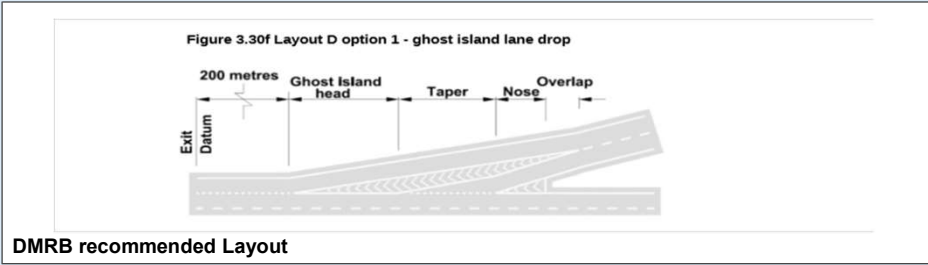 Figure 3.30f Layout D option 1 - ghost island lane drop
200 metres
Ghost Island
head
Taper
Nose
Overlap
Exit
Datum
DMRB recommended Layout